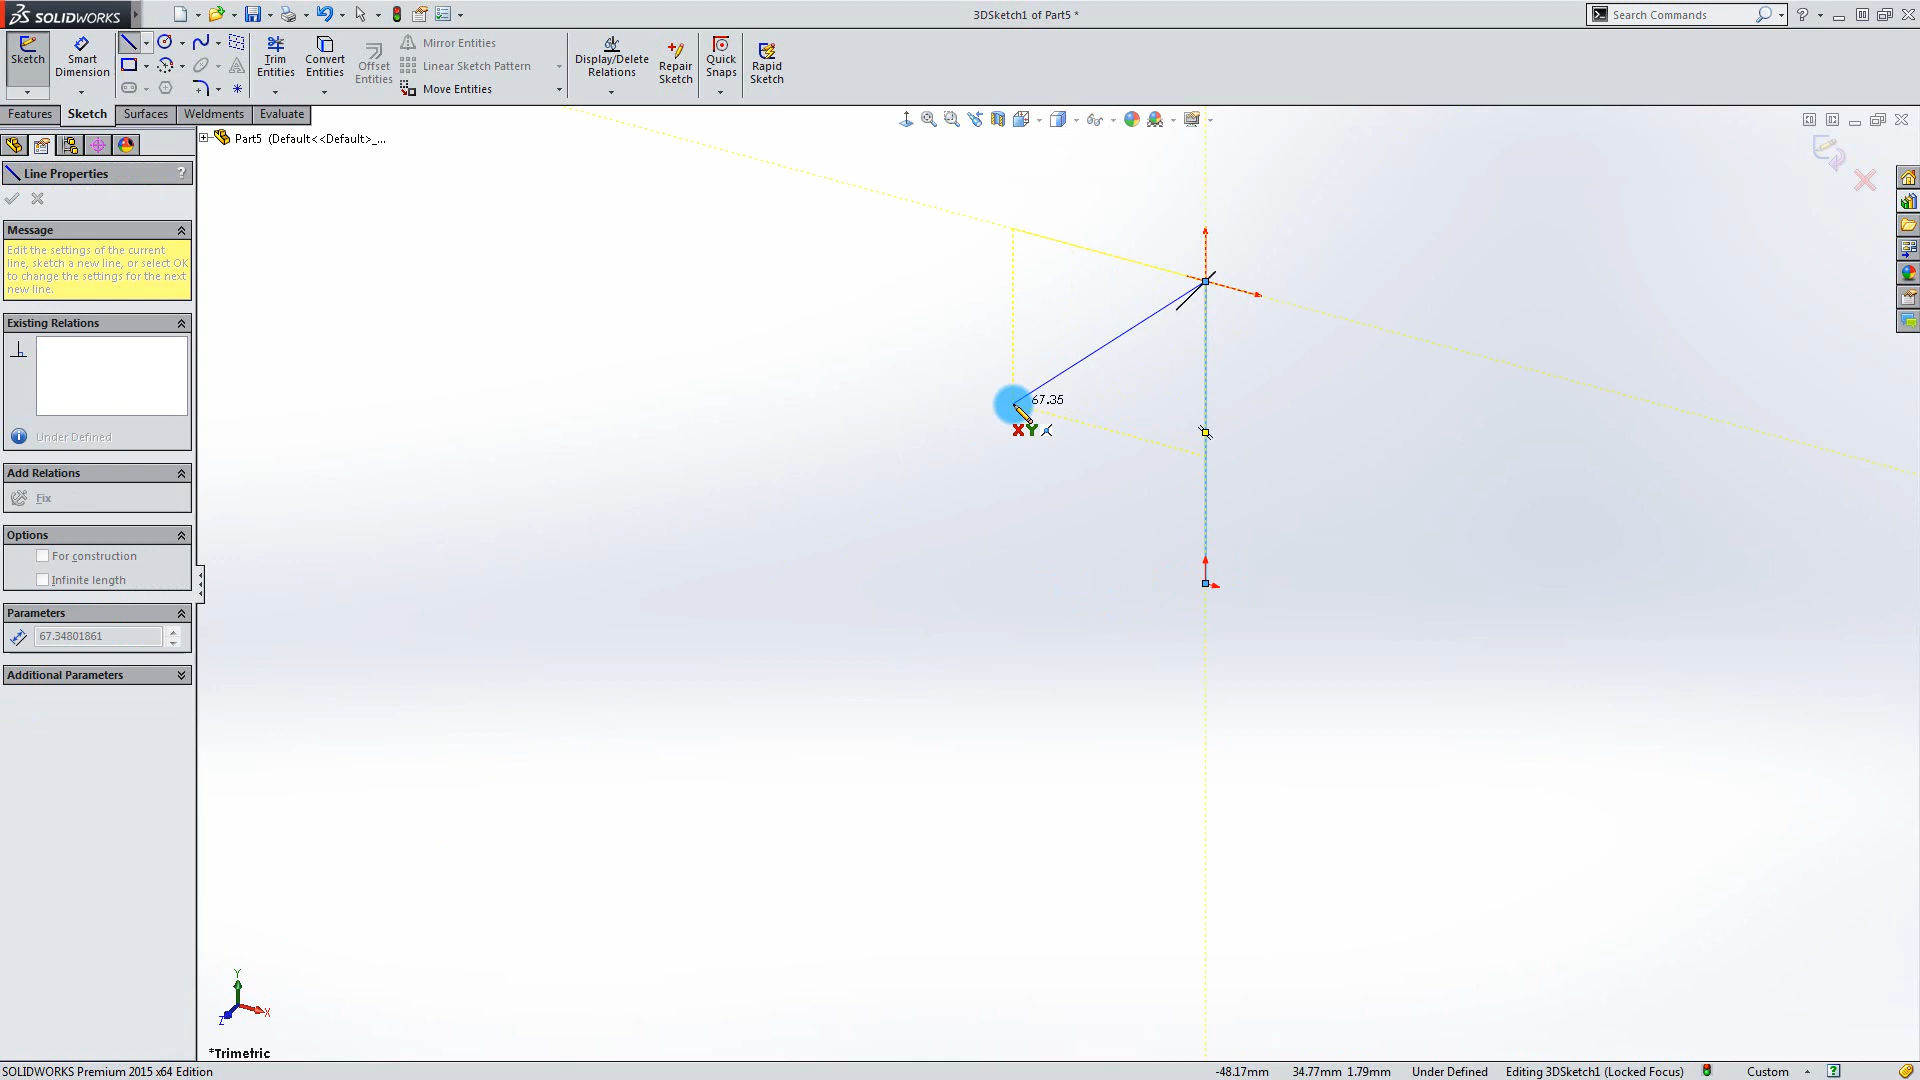 SOLIDWORKS
3DSketch1 of Part5 *
Search Commands
?
Sketch
Smart Dimension
Trim Entities
Convert Entities
Offset Entities
Mirror Entities
Linear Sketch Pattern
Move Entities
Display/Delete Relations
Repair Sketch
Quick Snaps
Rapid Sketch
Features
Sketch
Surfaces
Weldments
Evaluate
Part5 (Default<<Default>_...
Line Properties
?
Message
Edit the settings of the current
line, sketch a new line, or select OK
to change the settings for the next
new line.
Existing Relations
Under Defined
Add Relations
Fix
Options
For construction
Infinite length
Parameters
67.34801861
Additional Parameters
67.35
XY
Y
X
Z
*Trimetric
SOLIDWORKS Premium 2015 x64 Edition
-48.17mm 34.77mm 1.79mm Under Defined Editing 3DSketch1 (Locked Focus) Custom ?